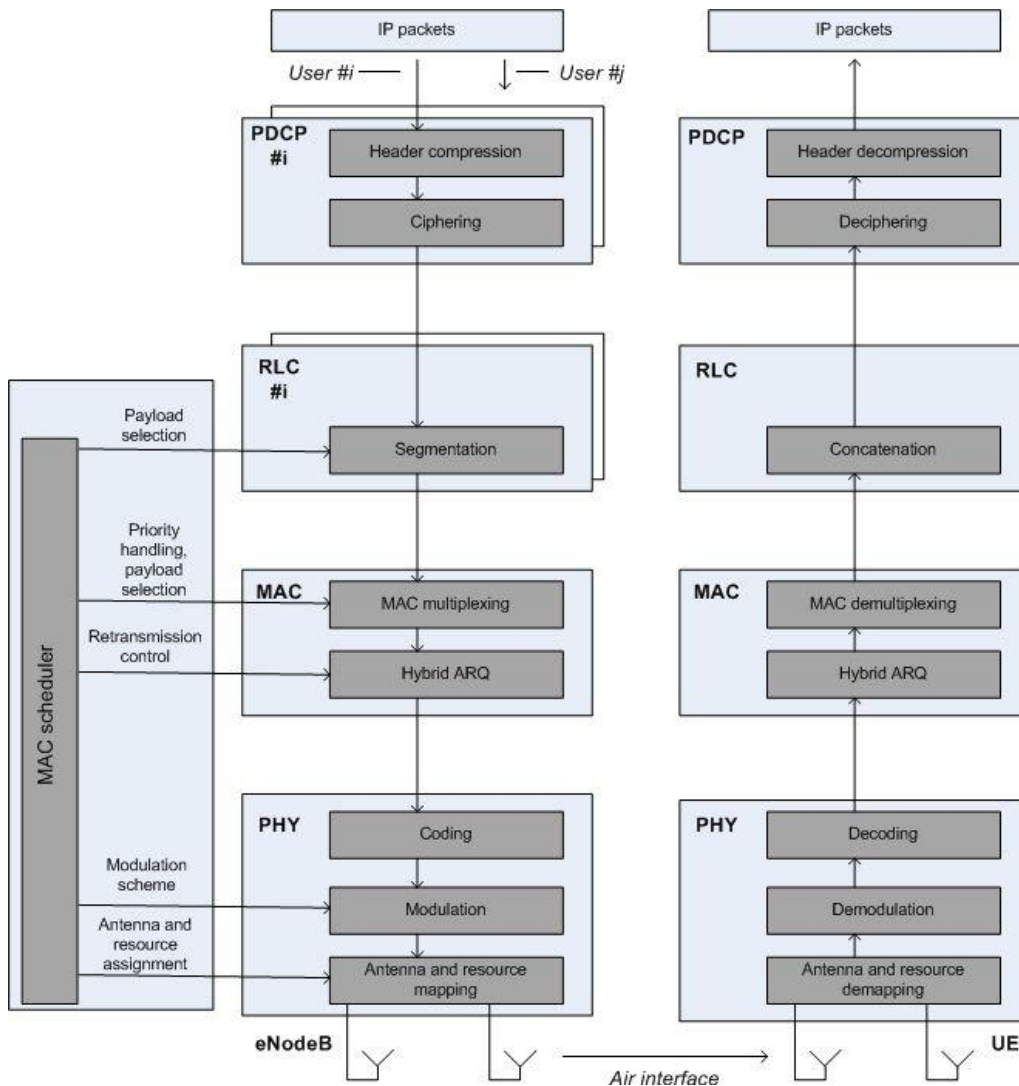 IP packets
IP packets
User #i
User #j
PDCP
#i
Header compression
Ciphering
PDCP
Header decompression
Deciphering
RLC
#i
Segmentation
RLC
Concatenation
Payload
selection
Priority
handling,
payload
selection
Retransmission
control
MAC scheduler
MAC
MAC multiplexing
Hybrid ARQ
MAC
MAC demultiplexing
Hybrid ARQ
Modulation
scheme
Antenna and
resource
assignment
PHY
Coding
Modulation
Antenna and resource
mapping
PHY
Decoding
Demodulation
Antenna and resource
demapping
eNodeB
UE
Air interface